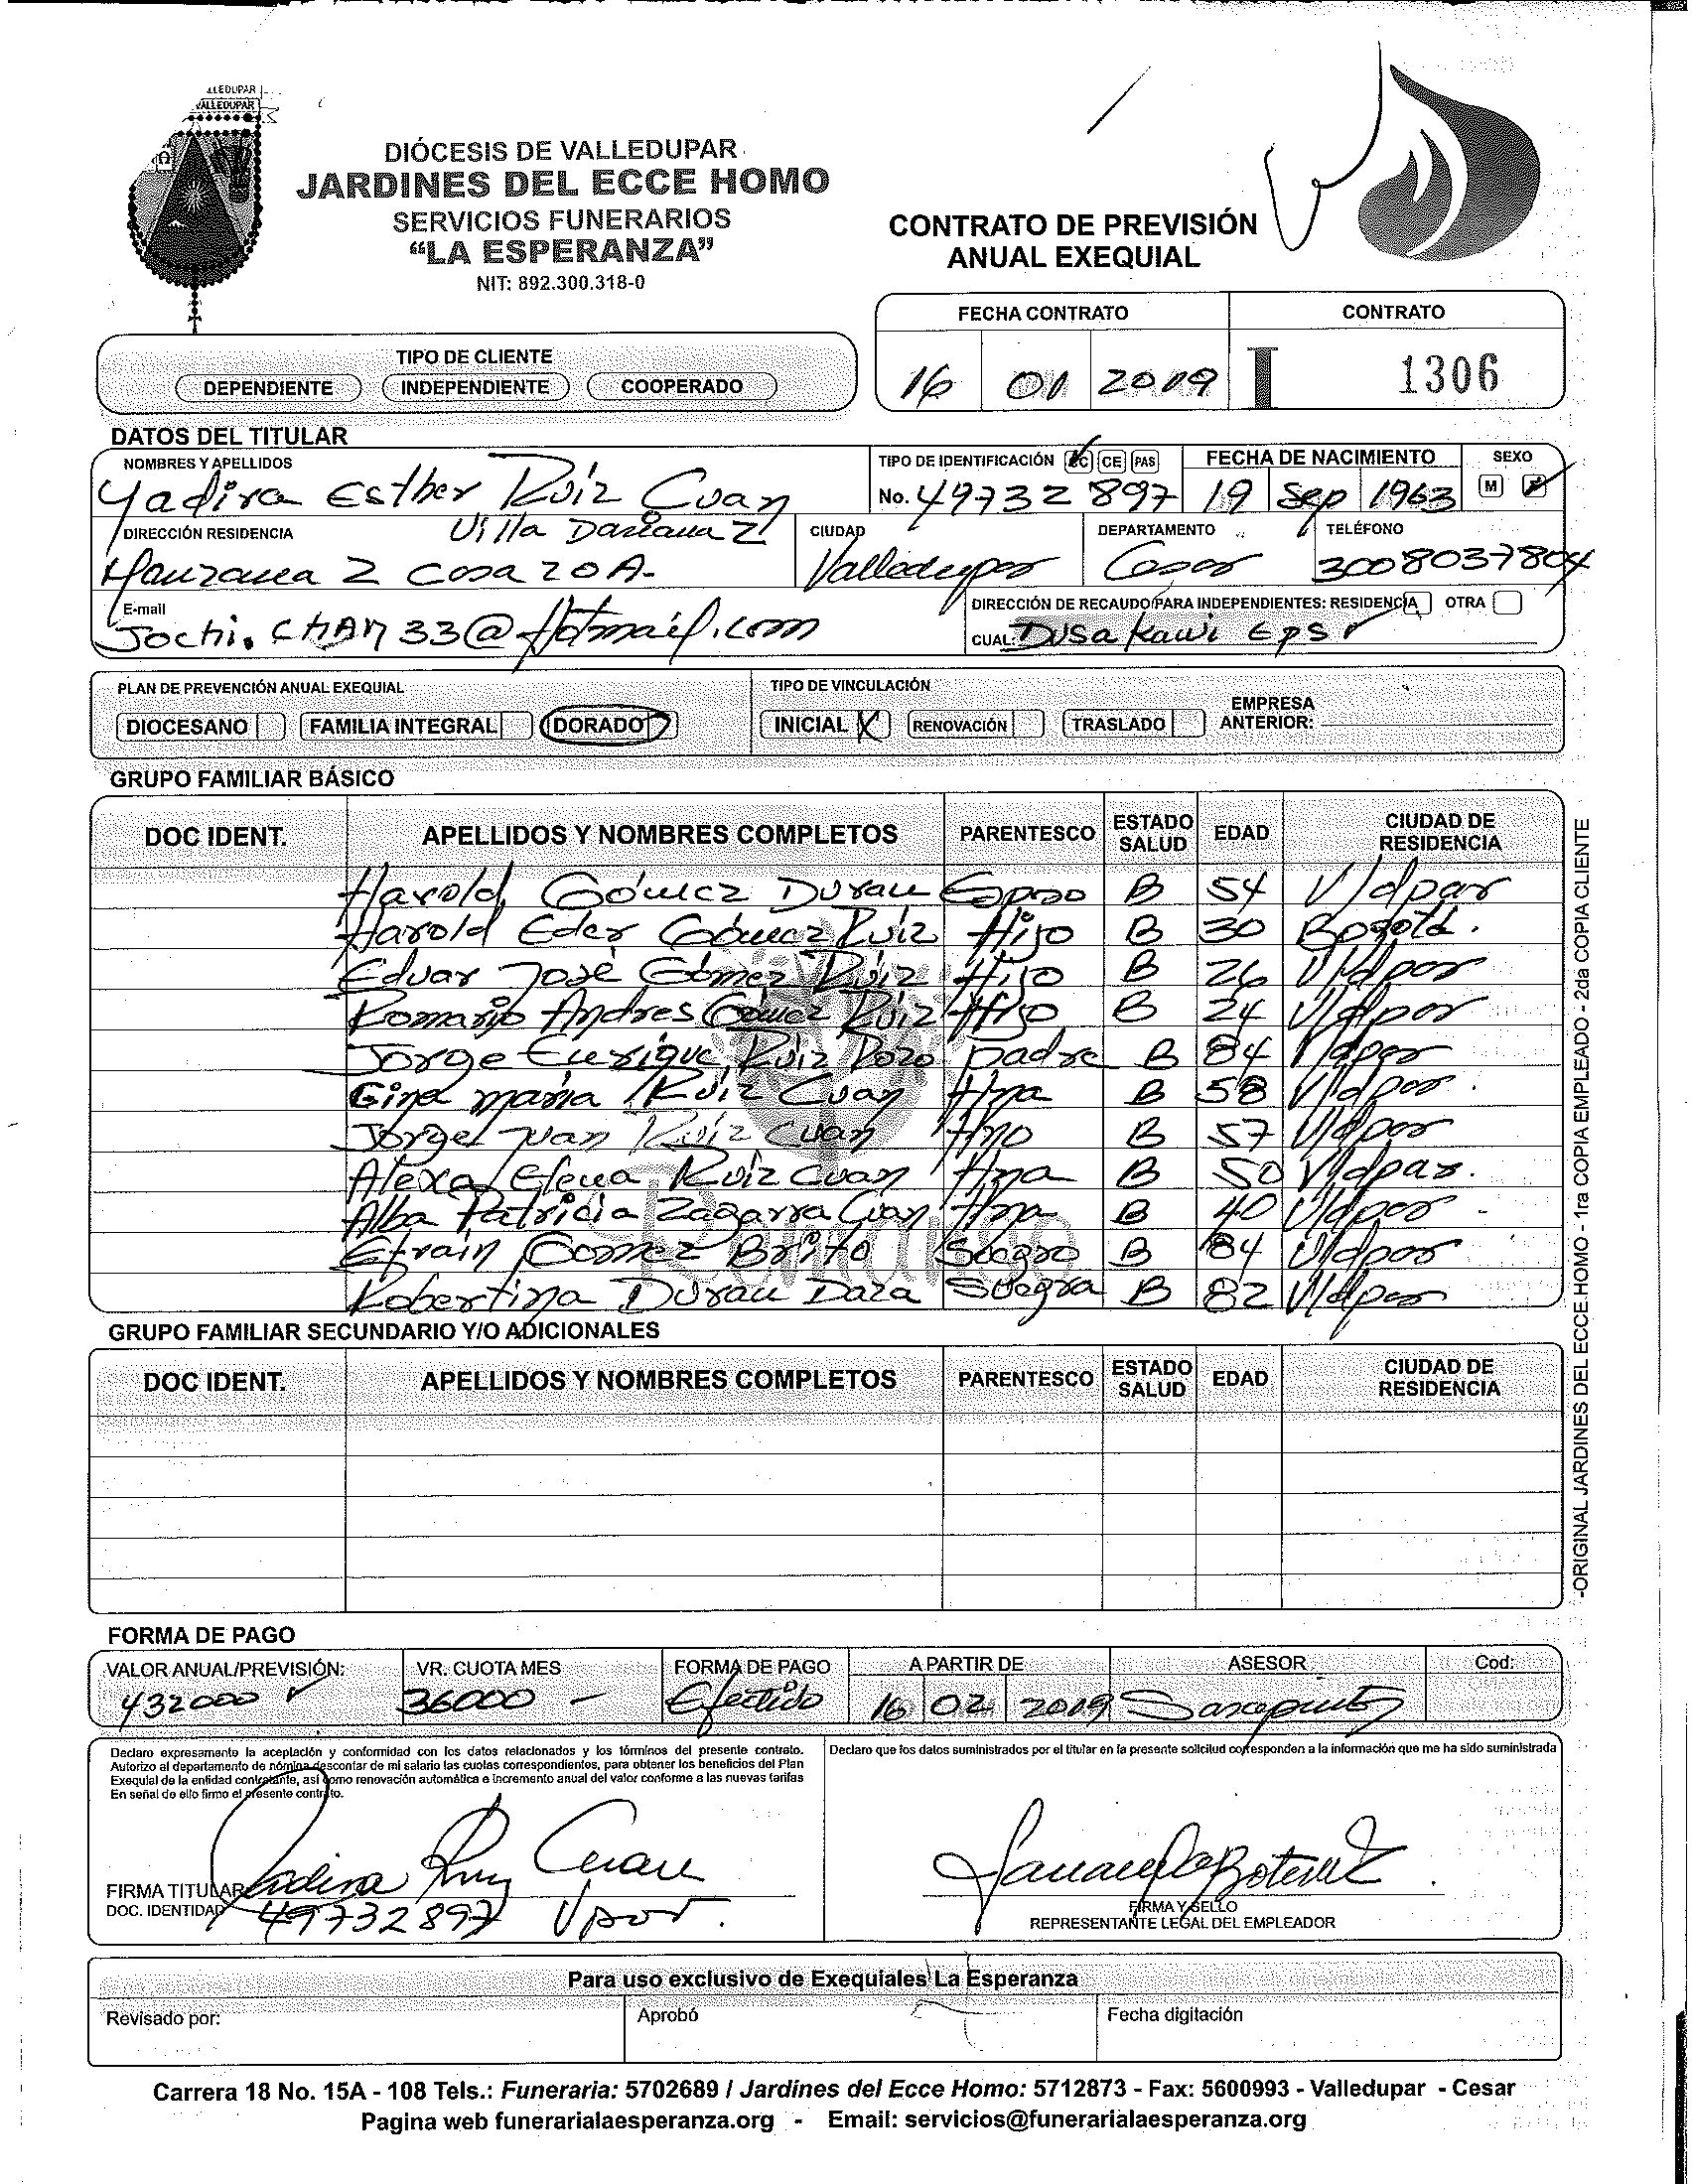 DIÓCESIS DE VALLEDUPAR
JARDINES DEL ECCE HOMO
SERVICIOS FUNERARIOS
“LA ESPERANZA”
NIT: 892.300.318-0
CONTRATO DE PREVISIÓN
ANUAL EXEQUIAL
FECHA CONTRATO CONTRATO
16 01 2019 I 1306
TIPO DE CLIENTE
DEPENDIENTE INDEPENDIENTE COOPERADO
DATOS DEL TITULAR
NOMBRES Y APELLIDOS TIPO DE IDENTIFICACIÓN CC CE PAS FECHA DE NACIMIENTO SEXO
Yadira Esther Ruiz Cuan No. 49732897 19 Sep 1963 M F
DIRECCIÓN RESIDENCIA Villa Dariana 2 CIUDAD DEPARTAMENTO TELÉFONO
Manzana 2 Casa 20A- Valledupar Cesar 3008037804
E-mail DIRECCIÓN DE RECAUDO PARA INDEPENDIENTES: RESIDENCIA OTRA
Jochi.CHAM33@Hotmail.com CUAL: Dusakawi EPS
PLAN DE PREVENCIÓN ANUAL EXEQUIAL TIPO DE VINCULACIÓN
DIOCESANO FAMILIA INTEGRAL DORADO INICIAL X RENOVACIÓN TRASLADO EMPRESA ANTERIOR:
GRUPO FAMILIAR BÁSICO
DOC IDENT. APELLIDOS Y NOMBRES COMPLETOS PARENTESCO ESTADO SALUD EDAD CIUDAD DE RESIDENCIA
Harold Gómez Duran Esposo B 54 Vldpar
Harold Eder Gómez Ruiz Hijo B 30 Bogotá.
Eduar José Gómez Ruiz Hijo B 26 Vldpar
Romario Andres Gómez Ruiz Hijo B 24 Vldpar
Jorge Enrique Ruiz Pozo padre B 84 Vldpar
Gina maria Ruiz Cuan Hna B 58 Vldpar.
Jorge Juan Ruiz Cuan Hno B 57 Vldpar
Alexa Elena Ruiz Cuan Hna B 50 Vldpar.
Alba Patricia Zagarra Cuan Hna B 40 Vldpar
Efrain Gomez Brito Suegro B 84 Vldpar
Robertina Duran Daza Suegra B 82 Vldpar
GRUPO FAMILIAR SECUNDARIO Y/O ADICIONALES
DOC IDENT. APELLIDOS Y NOMBRES COMPLETOS PARENTESCO ESTADO SALUD EDAD CIUDAD DE RESIDENCIA
FORMA DE PAGO
VALOR ANUAL/PREVISIÓN: VR. CUOTA MES FORMA DE PAGO A PARTIR DE ASESOR Cod:
432000 36000 - Efectido 16 02 2019
Declaro expresamente la aceptación y conformidad con los datos relacionados y los términos del presente contrato.
Autorizo al departamento de nómina descontar de mi salario las cuotas correspondientes, para obtener los beneficios del Plan
Exequial de la entidad contratante, así como renovación automática e incremento anual del valor conforme a las nuevas tarifas
En señal de ello firmo el presente contrato.
Declaro que los datos suministrados por el titular en la presente solicitud corresponden a la información que me ha sido suministrada
FIRMA TITULAR Yadira Ruiz Cuan
DOC. IDENTIDAD 49732897 Vpar.
FIRMA Y SELLO
REPRESENTANTE LEGAL DEL EMPLEADOR
Para uso exclusivo de Exequiales La Esperanza
Revisado por: Aprobó Fecha digitación
Carrera 18 No. 15A - 108 Tels.: Funeraria: 5702689 / Jardines del Ecce Homo: 5712873 - Fax: 5600993 - Valledupar - Cesar
Pagina web funerarialaesperanza.org - Email: servicios@funerarialaesperanza.org
-ORIGINAL JARDINES DEL ECCE HOMO - 1ra COPIA EMPLEADO - 2da COPIA CLIENTE